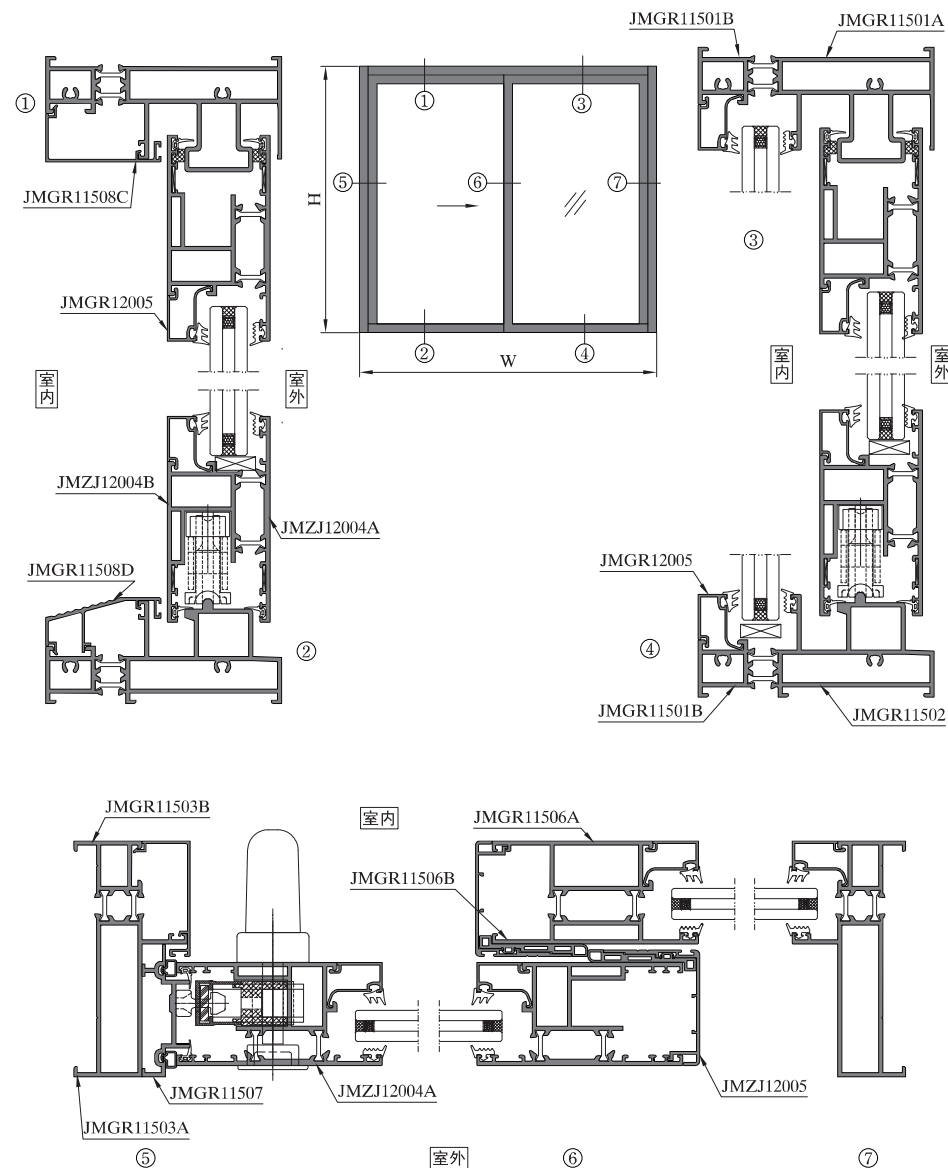 JMGR11501B
JMGR11501A
①
①
③
JMGR11508C
⑤
⑥
⑦
H
③
JMGR12005
②
④
W
室内
室外
室内
室外
JMZJ12004B
JMZJ12004A
JMGR11508D
JMGR12005
②
④
JMGR11501B
JMGR11502
JMGR11503B
室内
JMGR11506A
JMGR11506B
JMGR11507
JMZJ12004A
JMZJ12005
JMGR11503A
⑤
室外
⑥
⑦